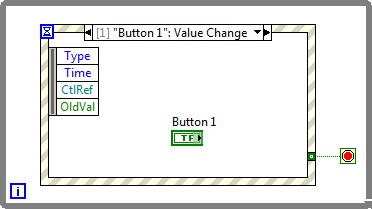 [1] "Button 1": Value Change
Type
Time
CtlRef
OldVal
Button 1
TF
i